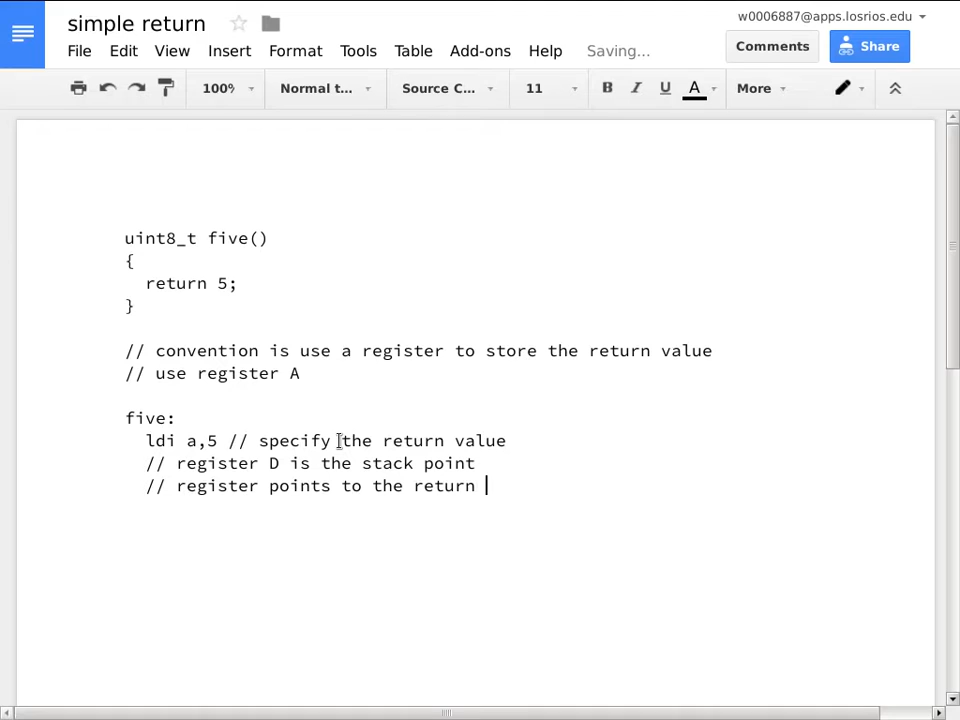 simple return
w0006887@apps.losrios.edu
File Edit View Insert Format Tools Table Add-ons Help Saving...
Comments
Share
100% Normal t... Source C... 11 B I U A More
uint8_t five()
{
  return 5;
}
// convention is use a register to store the return value
// use register A
five:
  ldi a,5 // specify the return value
  // register D is the stack point
  // register points to the return